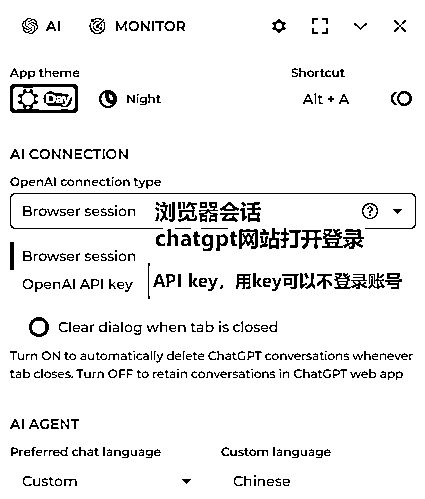 AI MONITOR
App theme Shortcut
Day Night Alt + A
AI CONNECTION
OpenAI connection type
Browser session 浏览器会话
chatgpt网站打开登录
Browser session
OpenAI API key API key，用key可以不登录账号
Clear dialog when tab is closed
Turn ON to automatically delete ChatGPT conversations whenever
tab closes. Turn OFF to retain conversations in ChatGPT web app
AI AGENT
Preferred chat language Custom language
Custom Chinese